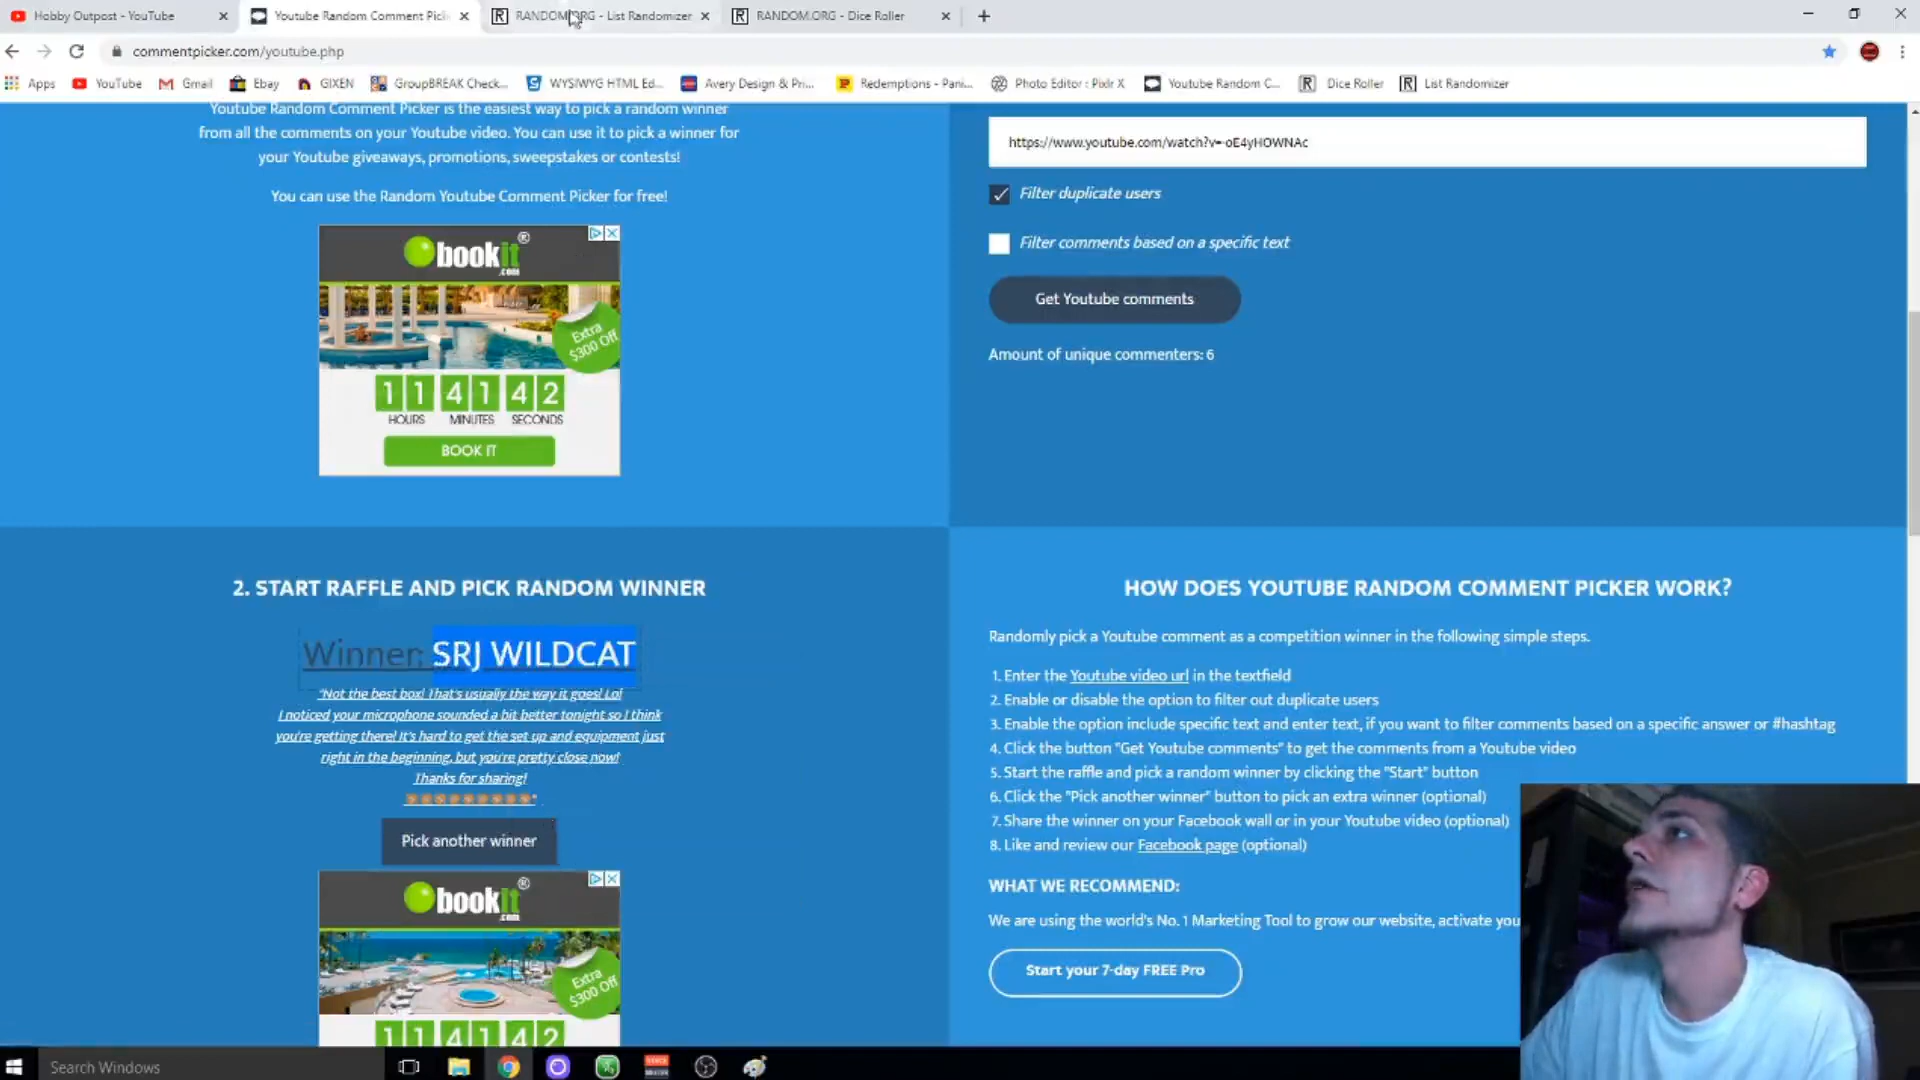 Hobby Outpost - YouTube
Youtube Random Comment Pick
RANDOM.ORG - List Randomizer
RANDOM.ORG - Dice Roller
commentpicker.com/youtube.php
Apps
YouTube
Gmail
Ebay
GIXEN
GroupBREAK Check...
WYSIWYG HTML Ed...
Avery Design & Pri...
Redemptions - Pani...
Photo Editor : Pixlr X
Youtube Random C...
Dice Roller
List Randomizer
Youtube Random Comment Picker is the easiest way to pick a random winner
from all the comments on your Youtube video. You can use it to pick a winner for
your Youtube giveaways, promotions, sweepstakes or contests!
You can use the Random Youtube Comment Picker for free!
bookit
.com
Extra
$300 Off
11 41 42
HOURS MINUTES SECONDS
BOOK IT
https://www.youtube.com/watch?v=-oE4yHOWNAc
Filter duplicate users
Filter comments based on a specific text
Get Youtube comments
Amount of unique commenters: 6
2. START RAFFLE AND PICK RANDOM WINNER
Winner: SRJ WILDCAT
"Not the best box! That's usually the way it goes! Lol
I noticed your microphone sounded a bit better tonight so I think
you're getting there! It's hard to get the set up and equipment just
right in the beginning, but you're pretty close now!
Thanks for sharing!
Pick another winner
bookit
.com
Extra
$300 Off
11 41 42
HOW DOES YOUTUBE RANDOM COMMENT PICKER WORK?
Randomly pick a Youtube comment as a competition winner in the following simple steps.
1. Enter the Youtube video url in the textfield
2. Enable or disable the option to filter out duplicate users
3. Enable the option include specific text and enter text, if you want to filter comments based on a specific answer or #hashtag
4. Click the button "Get Youtube comments" to get the comments from a Youtube video
5. Start the raffle and pick a random winner by clicking the "Start" button
6. Click the "Pick another winner" button to pick an extra winner (optional)
7. Share the winner on your Facebook wall or in your Youtube video (optional)
8. Like and review our Facebook page (optional)
WHAT WE RECOMMEND:
We are using the world's No. 1 Marketing Tool to grow our website, activate you
Start your 7-day FREE Pro
Search Windows